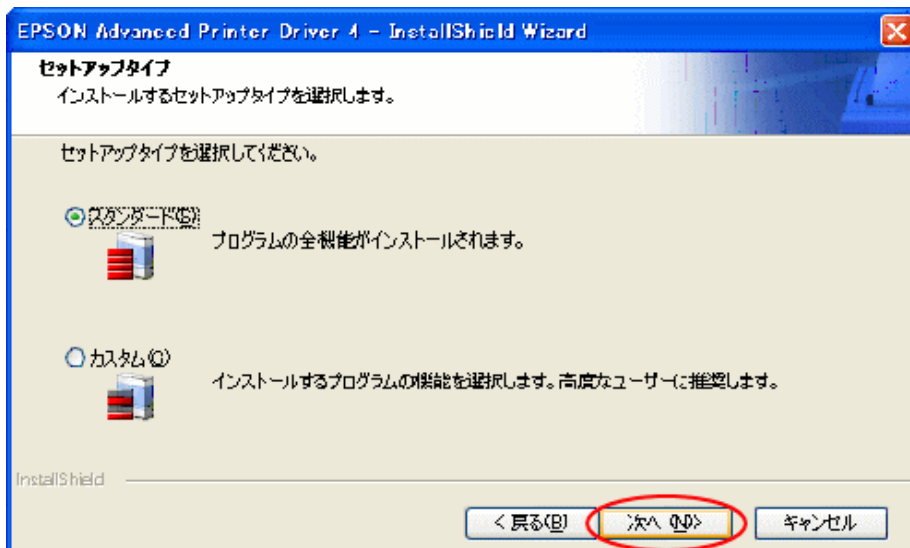 EPSON Advanced Printer Driver 4 - InstallShield Wizard
セットアップタイプ
インストールするセットアップタイプを選択します。
セットアップタイプを選択してください。
スタンダード(S)
プログラムの全機能がインストールされます。
カスタム(C)
インストールするプログラムの機能を選択します。高度なユーザーに推奨します。
InstallShield
< 戻る(B)
次へ (N)>
キャンセル